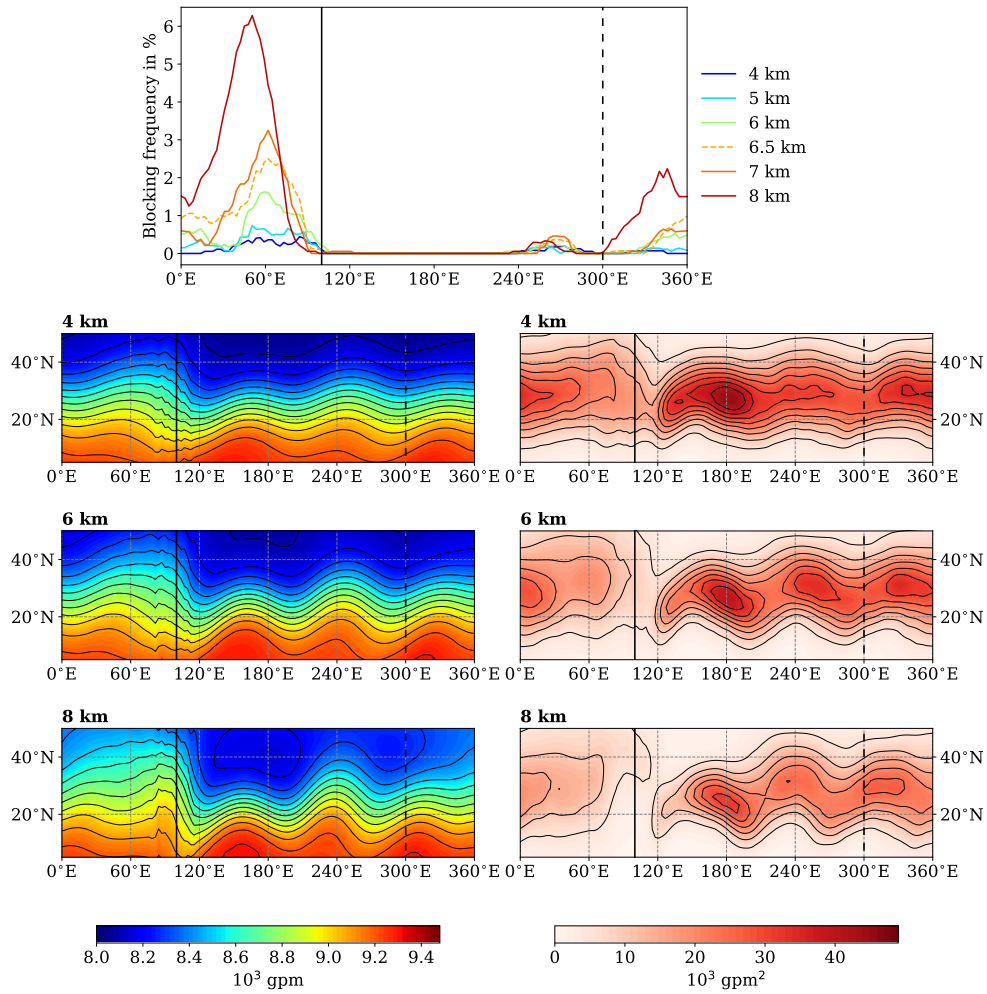 Blocking frequency in %
6
5
4
3
2
1
0
0°E 60°E 120°E 180°E 240°E 300°E 360°E
4 km
5 km
6 km
6.5 km
7 km
8 km
4 km 4 km
40°N 40°N
20°N 20°N
0°E 60°E 120°E 180°E 240°E 300°E 360°E 0°E 60°E 120°E 180°E 240°E 300°E 360°E
6 km 6 km
40°N 40°N
20°N 20°N
0°E 60°E 120°E 180°E 240°E 300°E 360°E 0°E 60°E 120°E 180°E 240°E 300°E 360°E
8 km 8 km
40°N 40°N
20°N 20°N
0°E 60°E 120°E 180°E 240°E 300°E 360°E 0°E 60°E 120°E 180°E 240°E 300°E 360°E
8.0 8.2 8.4 8.6 8.8 9.0 9.2 9.4 0 10 20 30 40
10³ gpm 10³ gpm²